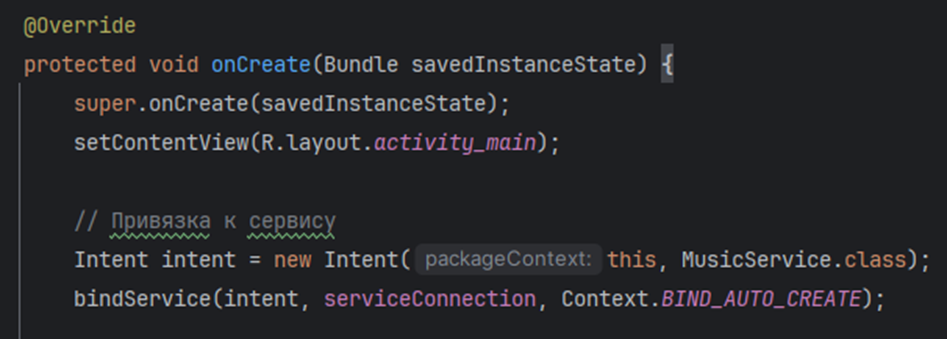 @Override
protected void onCreate(Bundle savedInstanceState) {
super.onCreate(savedInstanceState);
setContentView(R.layout.activity_main);
// Привязка к сервису
Intent intent = new Intent( packageContext: this, MusicService.class);
bindService(intent, serviceConnection, Context.BIND_AUTO_CREATE);